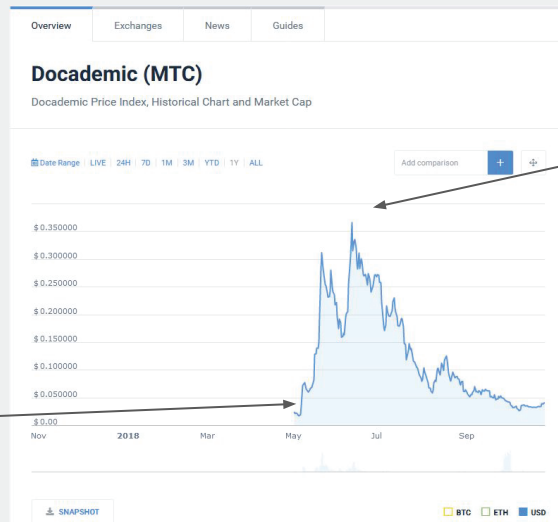 Overview Exchanges News Guides
Docademic (MTC)
Docademic Price Index, Historical Chart and Market Cap
Date Range LIVE 24H 7D 1M 3M YTD 1Y ALL
Add comparison +
$ 0.350000
$ 0.300000
$ 0.250000
$ 0.200000
$ 0.150000
$ 0.100000
$ 0.050000
$ 0.00
Nov 2018 Mar May Jul Sep
SNAPSHOT BTC ETH USD